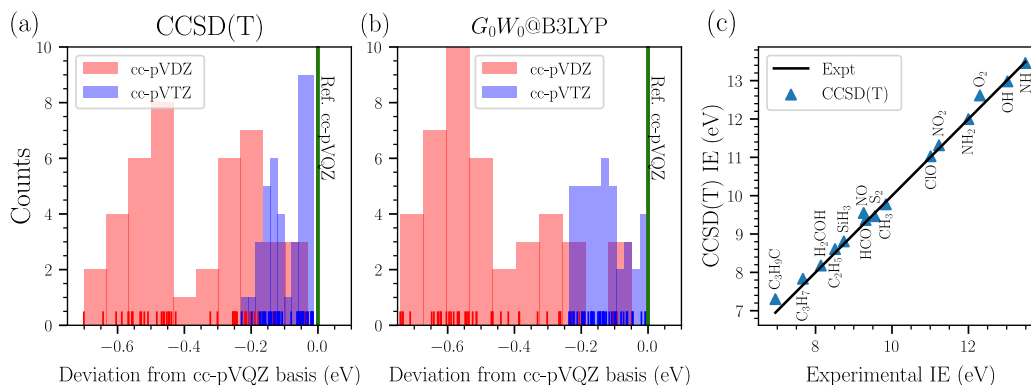 (a)
CCSD(T)
10
8
6
4
2
0
Counts
cc-pVDZ
cc-pVTZ
Ref. cc-pVQZ
−0.6
−0.4
−0.2
0.0
Deviation from cc-pVQZ basis (eV)
(b)
G₀W₀@B3LYP
10
8
6
4
2
0
cc-pVDZ
cc-pVTZ
Ref. cc-pVQZ
−0.6
−0.4
−0.2
0.0
Deviation from cc-pVQZ basis (eV)
(c)
Expt
CCSD(T)
CCSD(T) IE (eV)
13
12
11
10
9
8
7
C₃H₉C
C₃H₇
H₂COH
C₂H₅
SiH₃
HCO
NO
S₂
CH₃
ClO
NO₂
NH₂
O₂
OH
NH
8
10
12
Experimental IE (eV)